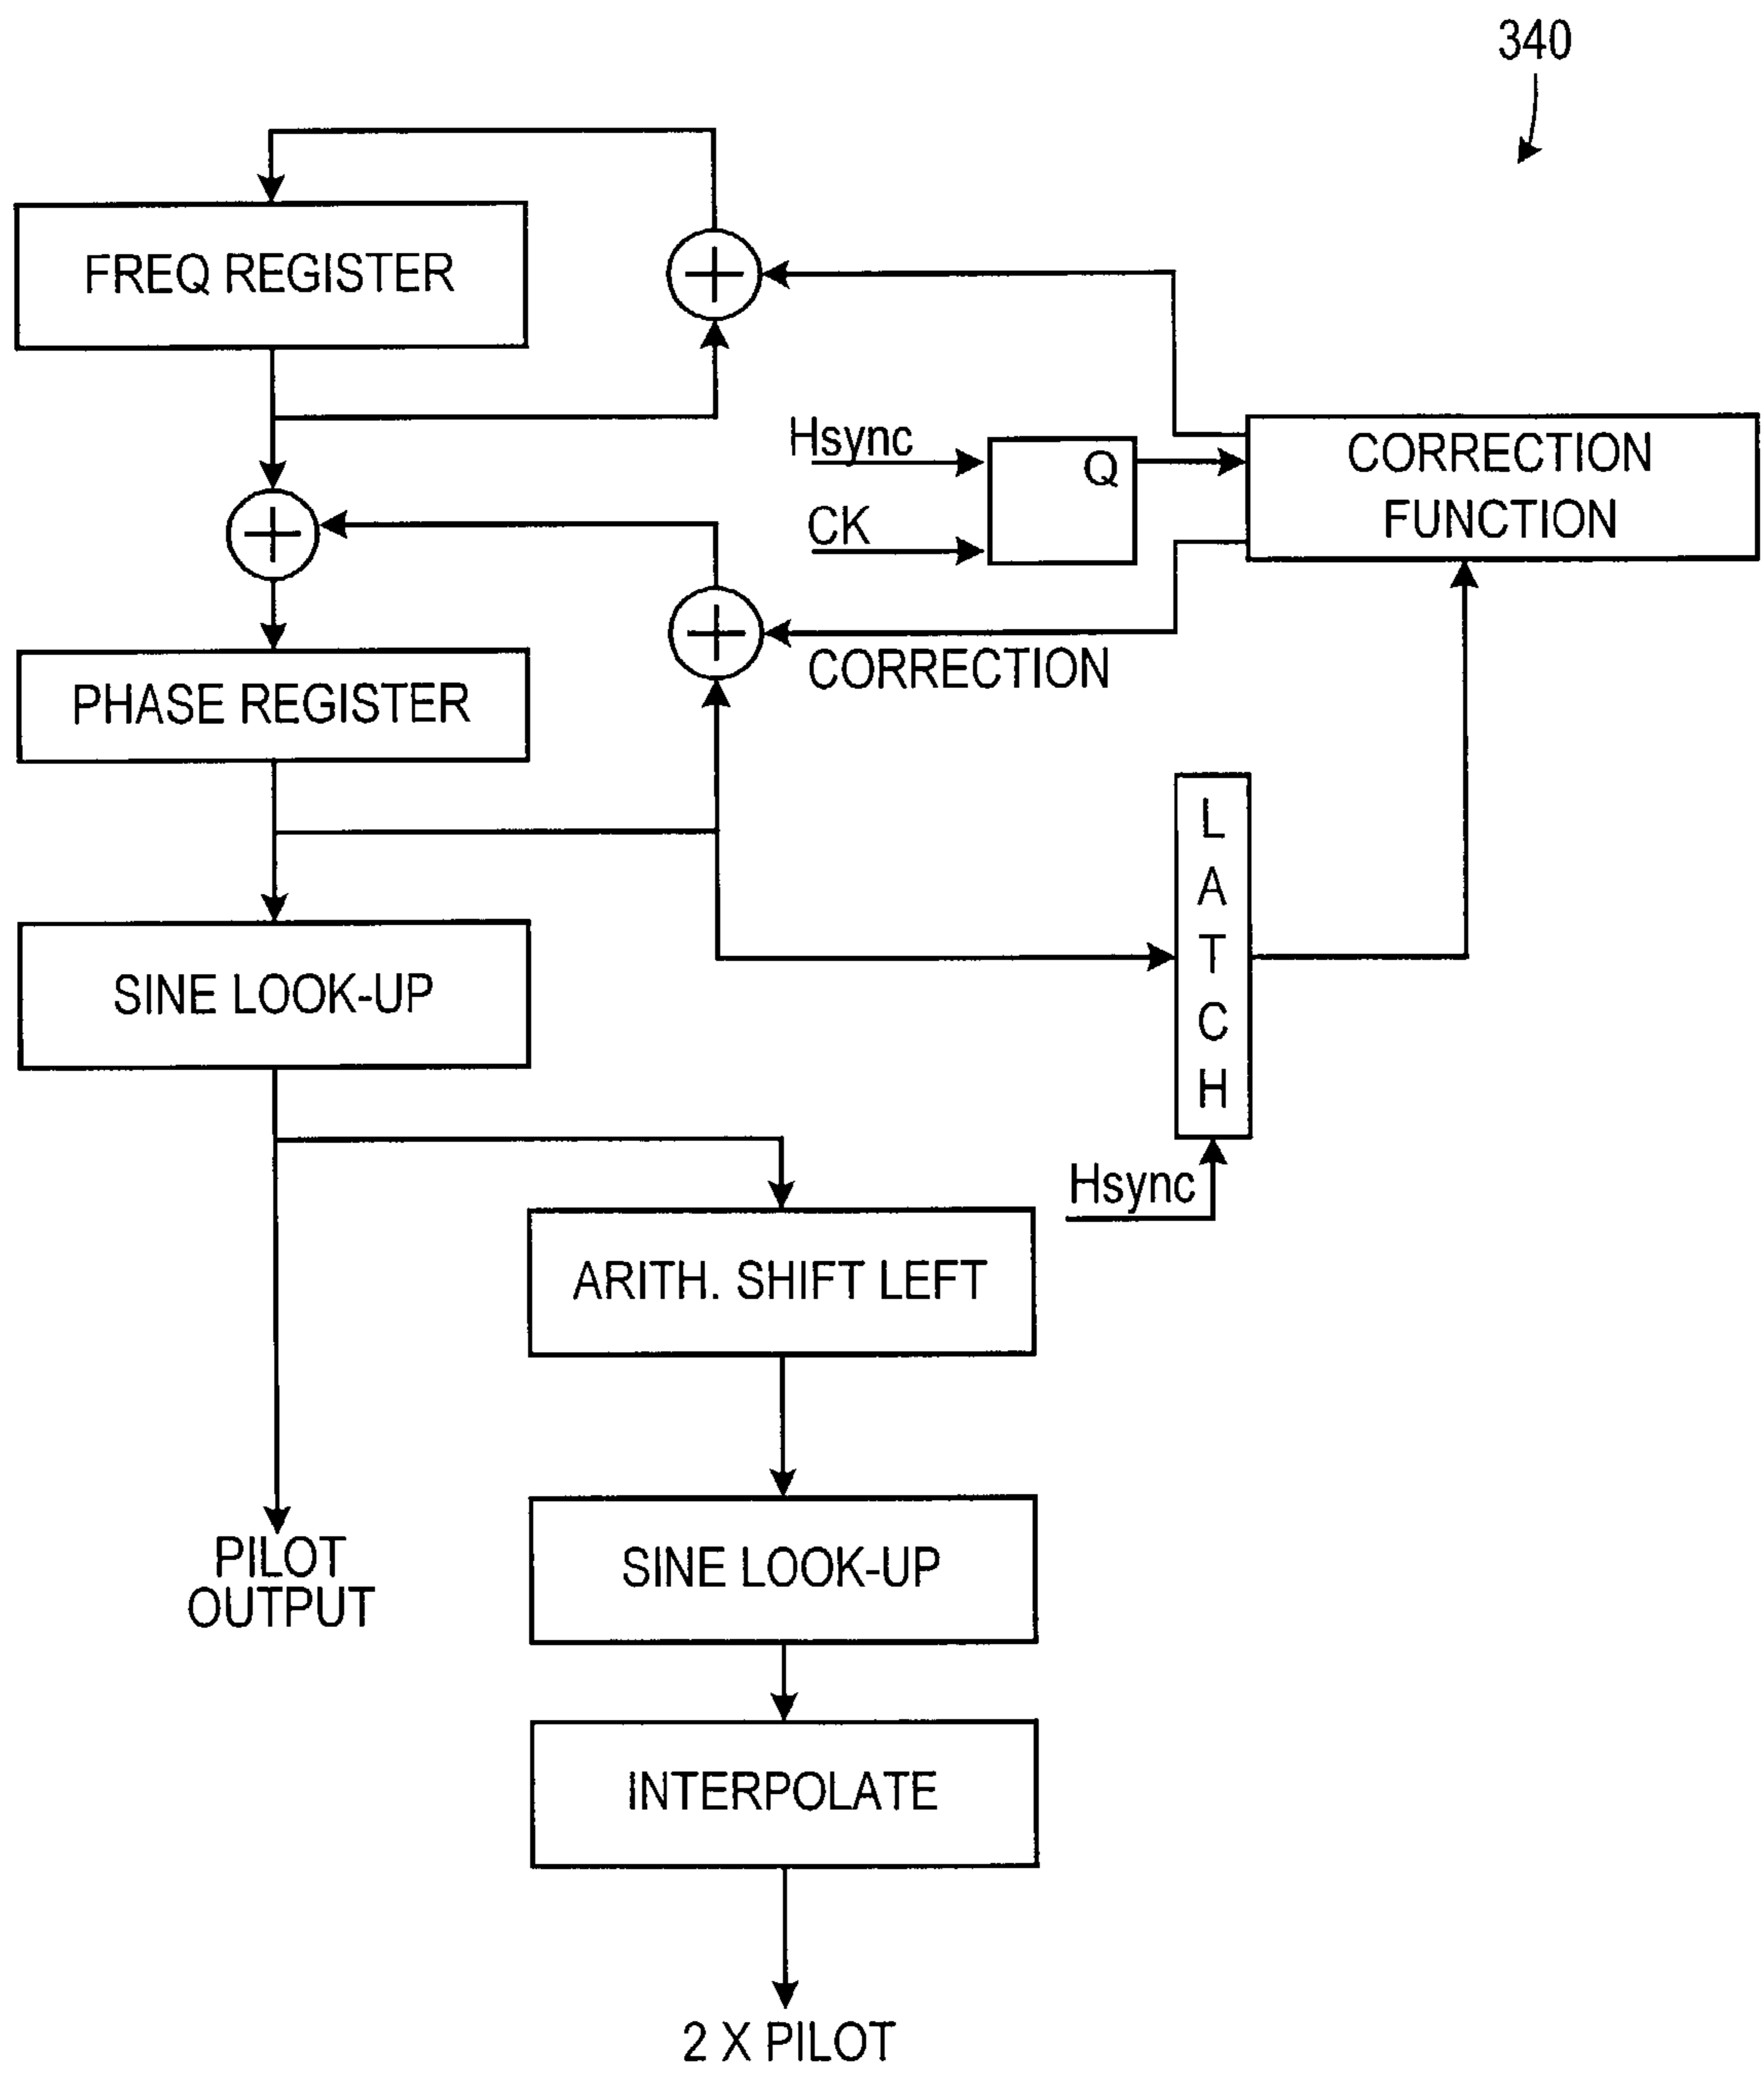 340
FREQ REGISTER
Hsync
Q
CK
CORRECTION
FUNCTION
CORRECTION
PHASE REGISTER
L
A
T
C
H
SINE LOOK-UP
Hsync
ARITH. SHIFT LEFT
PILOT
OUTPUT
SINE LOOK-UP
INTERPOLATE
2 X PILOT